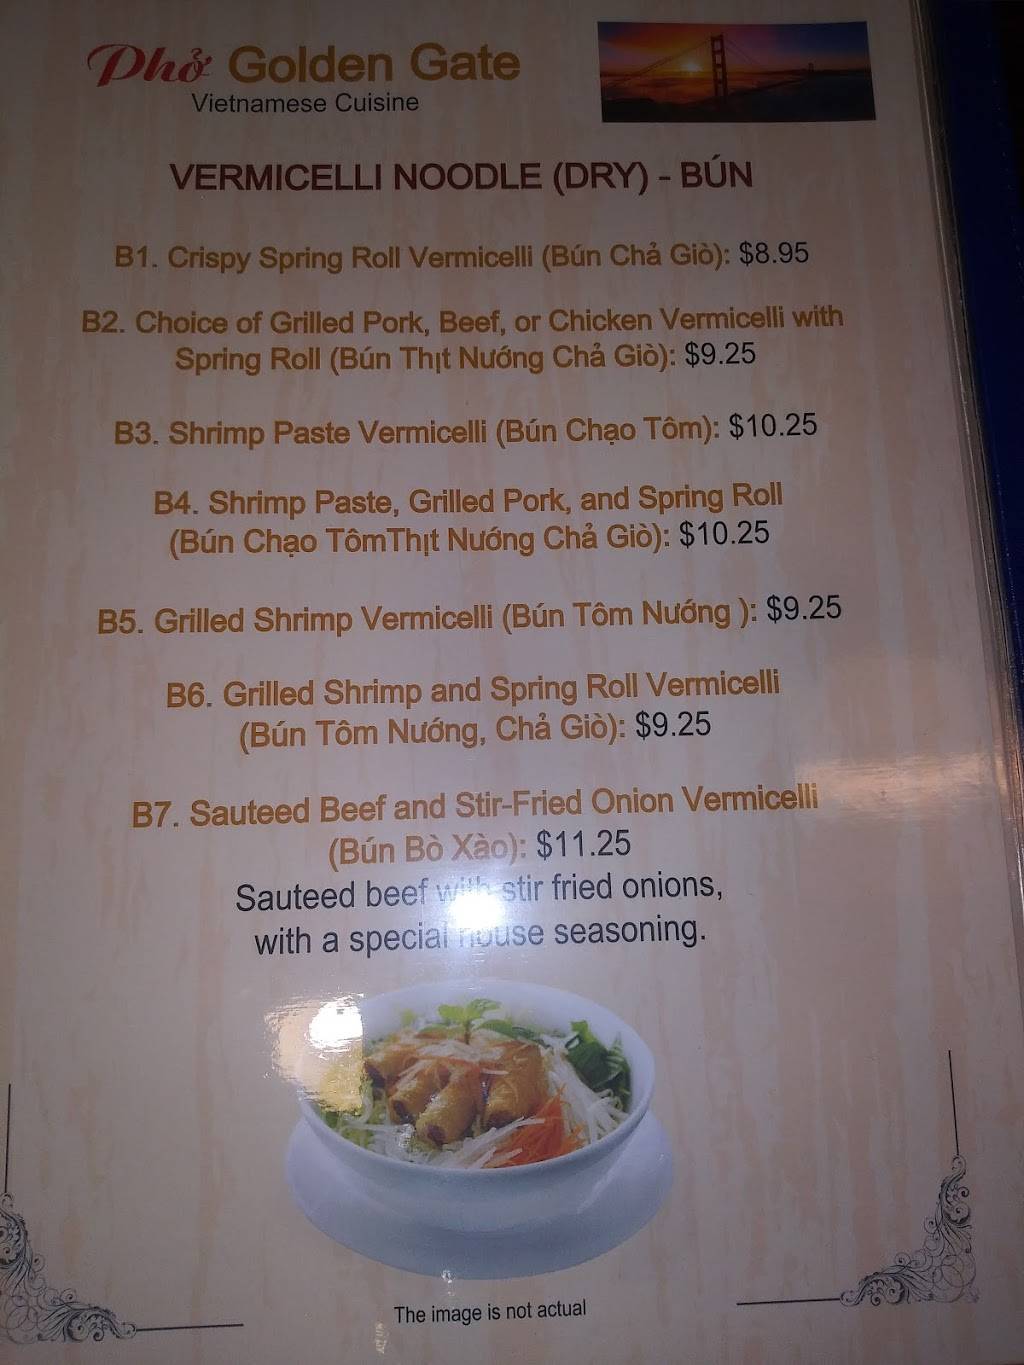 Phở Golden Gate
Vietnamese Cuisine
VERMICELLI NOODLE (DRY) - BÚN
B1. Crispy Spring Roll Vermicelli (Bún Chả Giò): $8.95
B2. Choice of Grilled Pork, Beef, or Chicken Vermicelli with
Spring Roll (Bún Thịt Nướng Chả Giò): $9.25
B3. Shrimp Paste Vermicelli (Bún Chạo Tôm): $10.25
B4. Shrimp Paste, Grilled Pork, and Spring Roll
(Bún Chạo TômThịt Nướng Chả Giò): $10.25
B5. Grilled Shrimp Vermicelli (Bún Tôm Nướng ): $9.25
B6. Grilled Shrimp and Spring Roll Vermicelli
(Bún Tôm Nướng, Chả Giò): $9.25
B7. Sauteed Beef and Stir-Fried Onion Vermicelli
(Bún Bò Xào): $11.25
Sauteed beef with stir fried onions,
with a special house seasoning.
The image is not actual